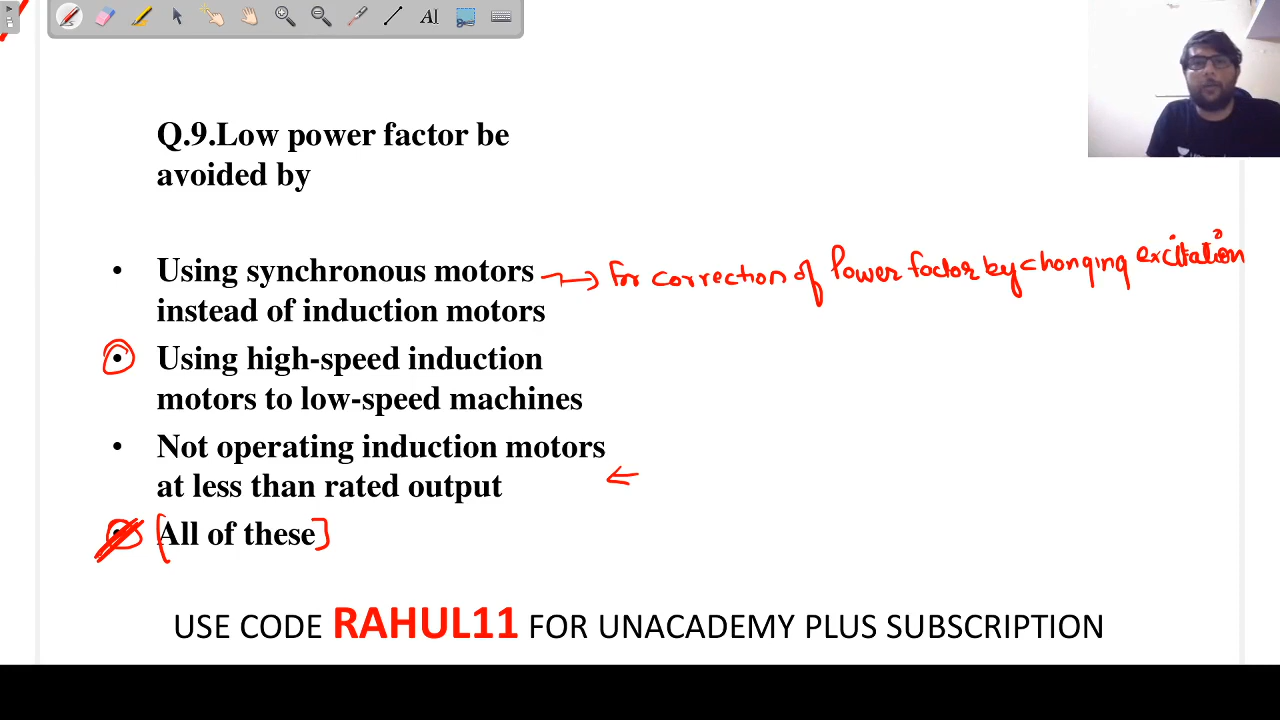 Q.9.Low power factor be
avoided by
• Using synchronous motors → For correction of Power factor by changing excitation
instead of induction motors
• Using high-speed induction
motors to low-speed machines
• Not operating induction motors
at less than rated output ←
• [All of these]
USE CODE RAHUL11 FOR UNACADEMY PLUS SUBSCRIPTION